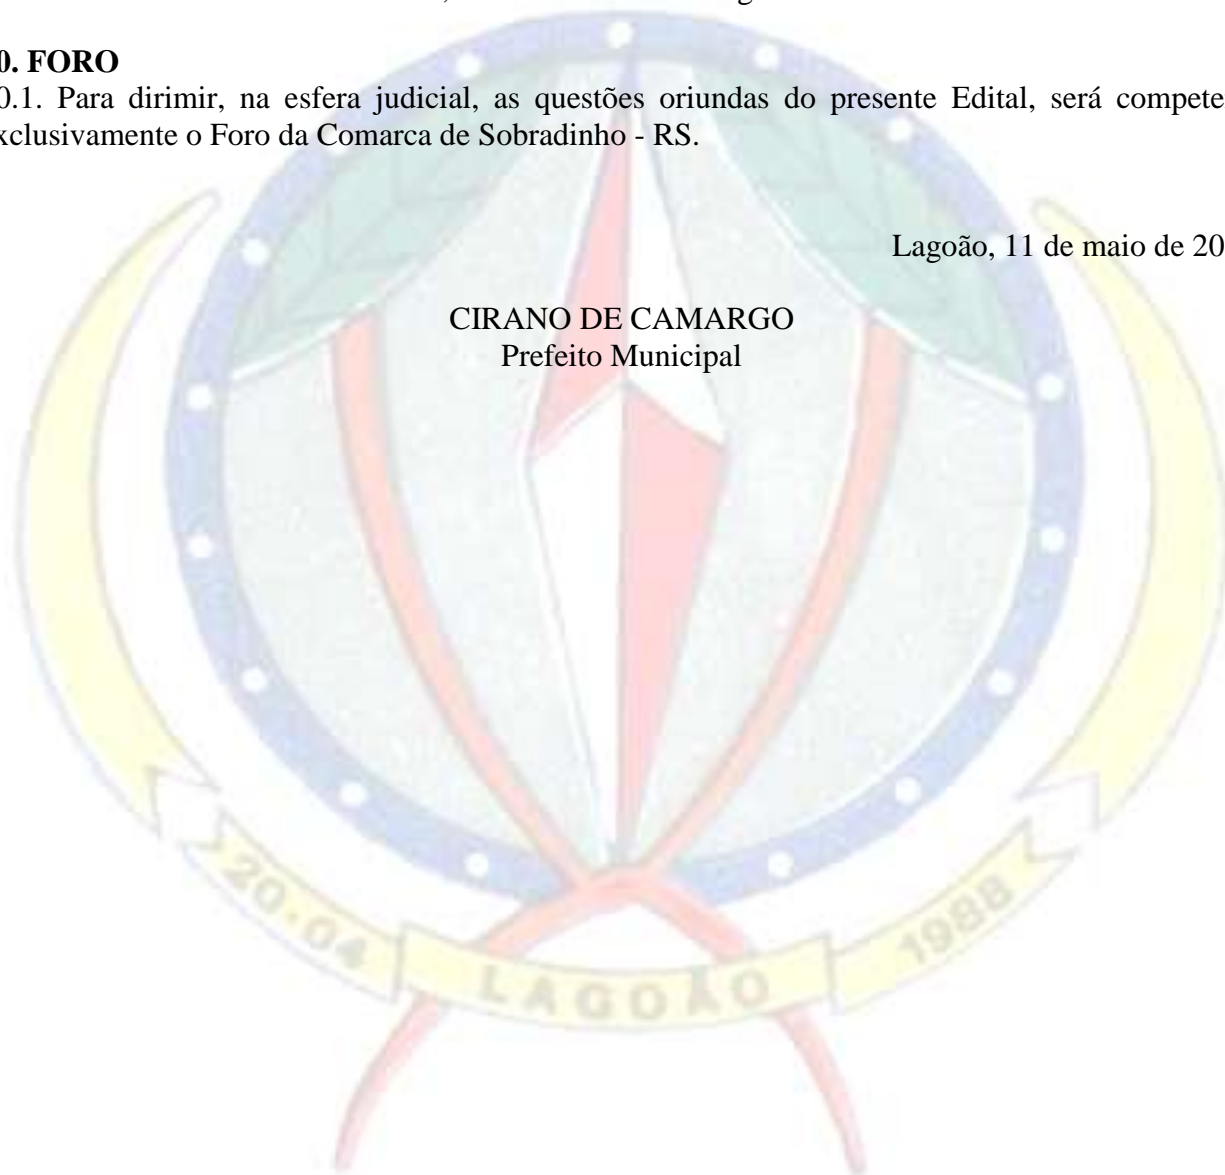 0. FORO
0.1. Para dirimir, na esfera judicial, as questões oriundas do presente Edital, será compete
xclusivamente o Foro da Comarca de Sobradinho - RS.
Lagoão, 11 de maio de 20
CIRANO DE CAMARGO
Prefeito Municipal
20-04
LAGOÃO
1988